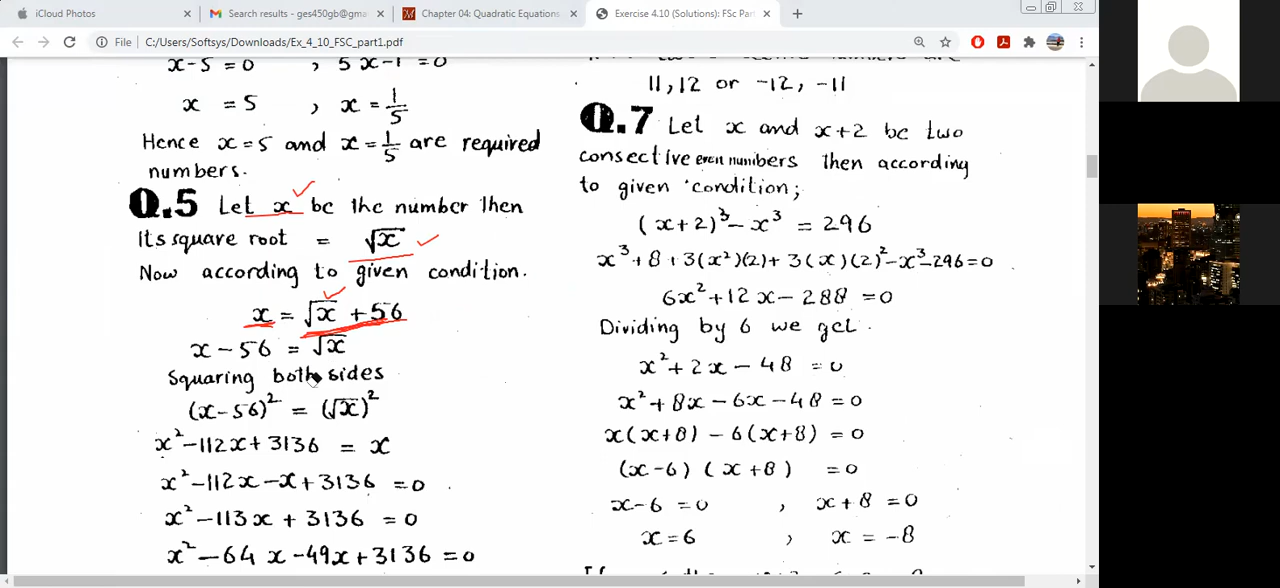 iCloud Photos
Search results - ges450gb@gma
Chapter 04: Quadratic Equations
Exercise 4.10 (Solutions): FSc Par
File
C:/Users/Softsys/Downloads/Ex_4_10_FSC_part1.pdf
x-5 = 0 , 5x-1 = 0
x = 5 , x = 1/5
Hence x=5 and x=1/5 are required
numbers.
Q.5 Let x be the number then
Its square root = √x
Now according to given condition.
x = √x + 56
x - 56 = √x
Squaring both sides
(x-56)² = (√x)²
x² - 112x + 3136 = x
x² - 112x - x + 3136 = 0
x² - 113x + 3136 = 0
x² - 64x - 49x + 3136 = 0
11,12 or -12, -11
Q.7 Let x and x+2 be two
consective even numbers then according
to given condition;
(x+2)³ - x³ = 296
x³ + 8 + 3(x²)(2) + 3(x)(2)² - x³ - 296 = 0
6x² + 12x - 288 = 0
Dividing by 6 we get.
x² + 2x - 48 = 0
x² + 8x - 6x - 48 = 0
x(x+8) - 6(x+8) = 0
(x-6) (x+8) = 0
x-6 = 0 , x+8 = 0
x = 6 , x = -8